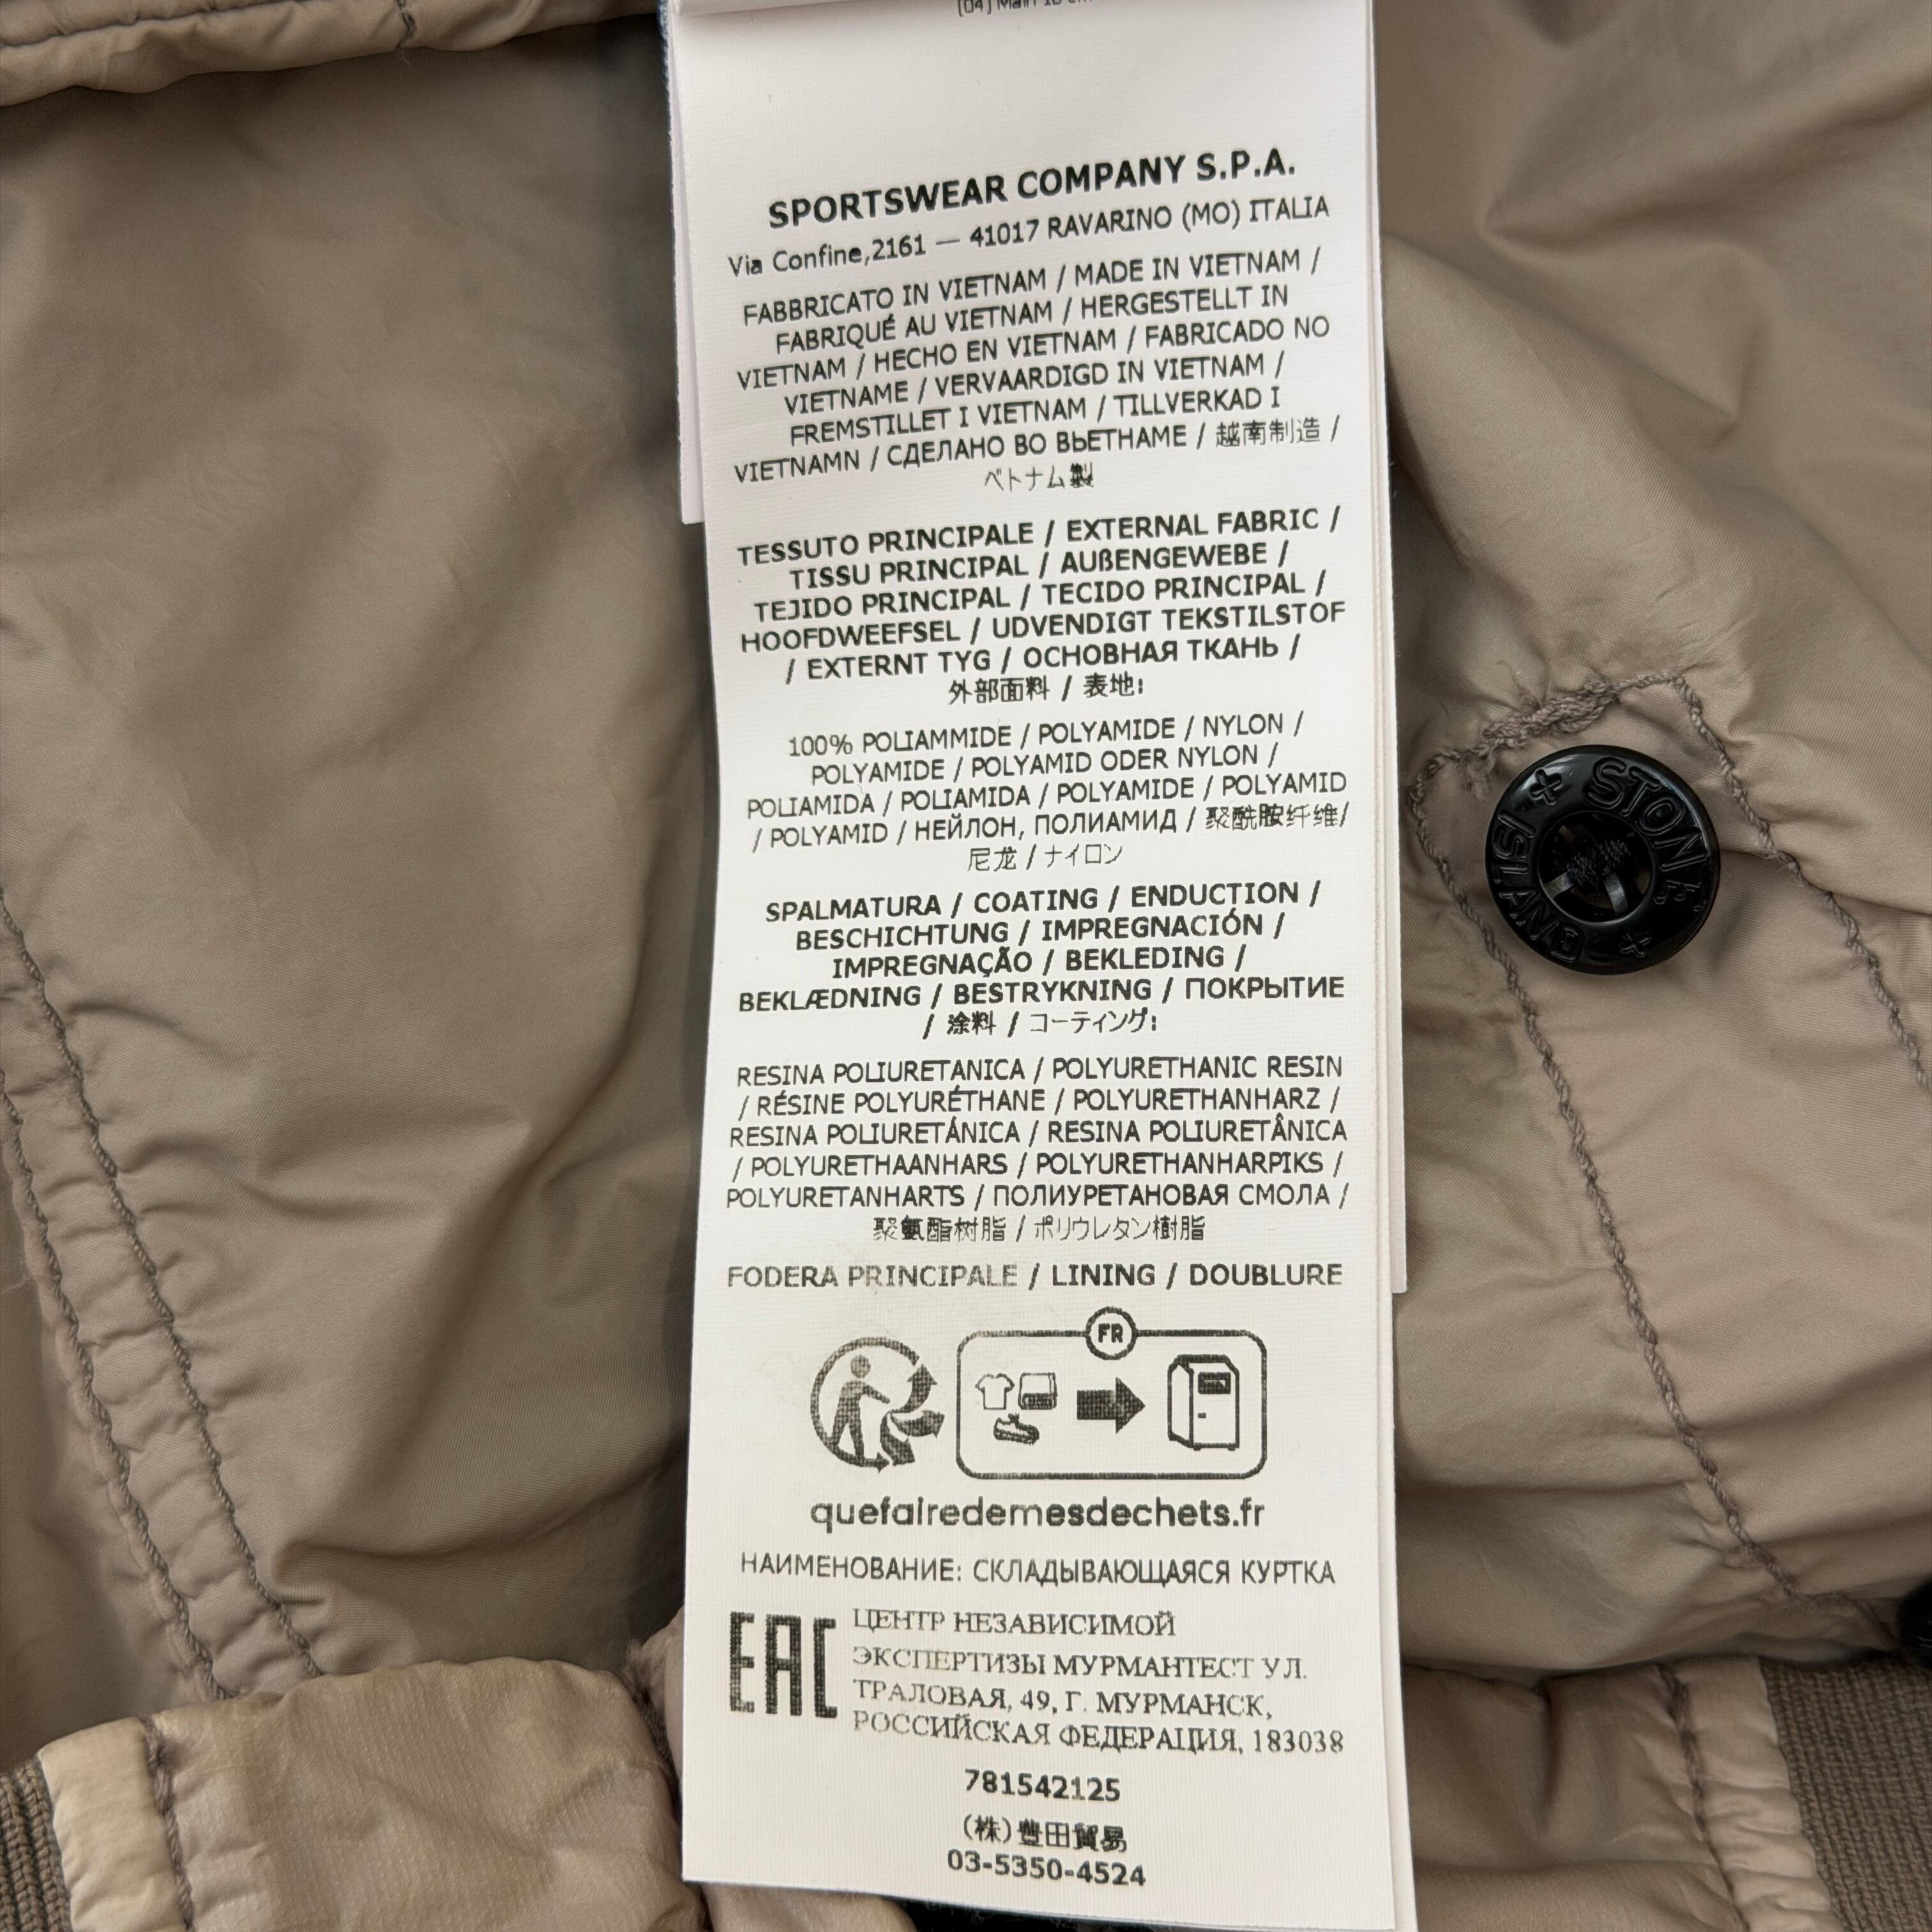 [04] Main
SPORTSWEAR COMPANY S.P.A.
Via Confine,2161 — 41017 RAVARINO (MO) ITALIA
FABBRICATO IN VIETNAM / MADE IN VIETNAM /
FABRIQUÉ AU VIETNAM / HERGESTELLT IN
VIETNAM / HECHO EN VIETNAM / FABRICADO NO
VIETNAME / VERVAARDIGD IN VIETNAM /
FREMSTILLET I VIETNAM / TILLVERKAD I
VIETNAMN / СДЕЛАНО ВО ВЬЕТНАМЕ / 越南制造 /
ベトナム製
TESSUTO PRINCIPALE / EXTERNAL FABRIC /
TISSU PRINCIPAL / AUßENGEWEBE /
TEJIDO PRINCIPAL / TECIDO PRINCIPAL /
HOOFDWEEFSEL / UDVENDIGT TEKSTILSTOF
/ EXTERNT TYG / ОСНОВНАЯ ТКАНЬ /
外部面料 / 表地:
100% POLIAMMIDE / POLYAMIDE / NYLON /
POLYAMIDE / POLYAMID ODER NYLON /
POLIAMIDA / POLIAMIDA / POLYAMIDE / POLYAMID
/ POLYAMID / НЕЙЛОН, ПОЛИАМИД / 聚酰胺纤维/
尼龙 / ナイロン
SPALMATURA / COATING / ENDUCTION /
BESCHICHTUNG / IMPREGNACIÓN /
IMPREGNAÇÃO / BEKLEDING /
BEKLÆDNING / BESTRYKNING / ПОКРЫТИЕ
/ 涂料 / コーティング:
RESINA POLIURETANICA / POLYURETHANIC RESIN
/ RÉSINE POLYURÉTHANE / POLYURETHANHARZ /
RESINA POLIURETÁNICA / RESINA POLIURETÂNICA
/ POLYURETHAANHARS / POLYURETHANHARPIKS /
POLYURETANHARTS / ПОЛИУРЕТАНОВАЯ СМОЛА /
聚氨酯树脂 / ポリウレタン樹脂
FODERA PRINCIPALE / LINING / DOUBLURE
FR
quefairedemesdechets.fr
НАИМЕНОВАНИЕ: СКЛАДЫВАЮЩАЯСЯ КУРТКА
EAC
ЦЕНТР НЕЗАВИСИМОЙ
ЭКСПЕРТИЗЫ МУРМАНТЕСТ УЛ.
ТРАЛОВАЯ, 49, Г. МУРМАНСК,
РОССИЙСКАЯ ФЕДЕРАЦИЯ, 183038
781542125
(株)豊田貿易
03-5350-4524
STONE ISLAND